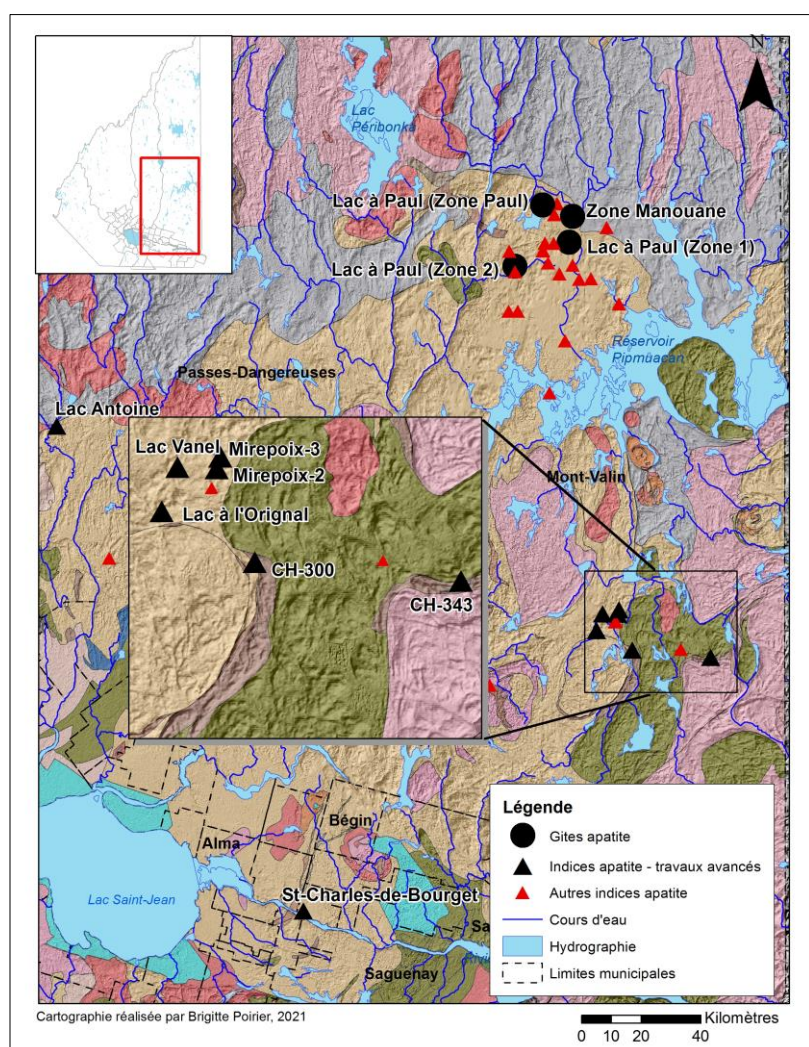 N
Lac
Péribonka
Lac à Paul (Zone Paul)
Zone Manouane
Lac à Paul (Zone 1)
Lac à Paul (Zone 2)
Réservoir
Pipmuacan
Passes-Dangereuses
Lac Antoine
Lac Vanel
Mirepoix-3
Mirepoix-2
Mont-Valin
Lac à l'Orignal
CH-300
CH-343
Légende
Gites apatite
Indices apatite - travaux avancés
Autres indices apatite
Cours d'eau
Hydrographie
Limites municipales
Bégin
Alma
Lac Saint-Jean
St-Charles-de-Bourget
Sa
Saguenay
Cartographie réalisée par Brigitte Poirier, 2021
Kilomètres
0 10 20 40